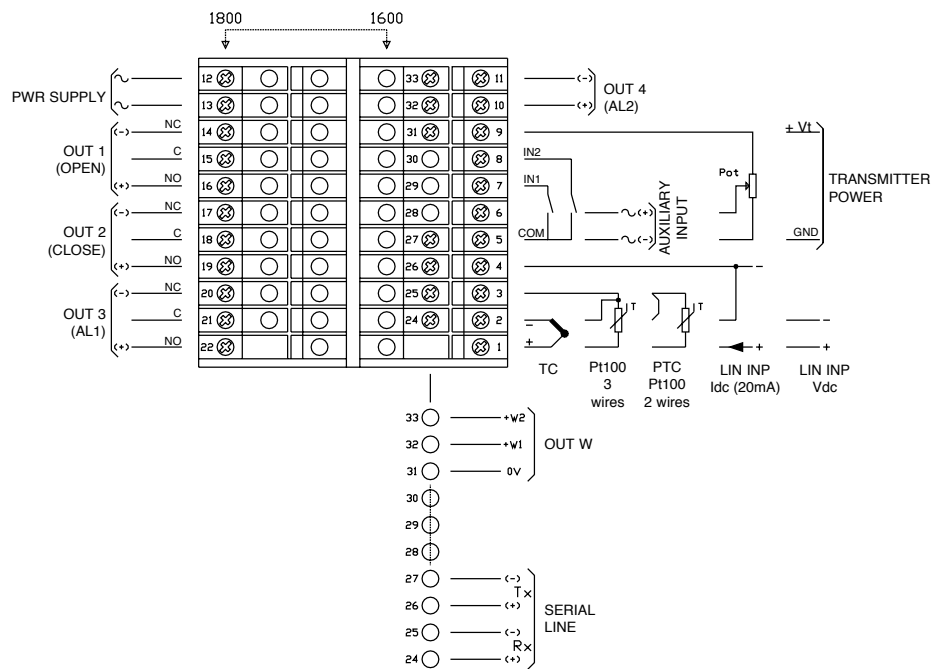 1800 1600
PWR SUPPLY
OUT 1
(OPEN)
OUT 2
(CLOSE)
OUT 3
(AL1)
(-) NC
C
(+) NO
(-) NC
C
(+) NO
(-) NC
C
(+) NO
12 33 11
13 32 10
14 31 9
15 30 8
16 29 7
17 28 6
18 27 5
19 26 4
20 25 3
21 24 2
22 1
(-)
(+)
OUT 4
(AL2)
IN2
IN1
COM
(+)
(-)
AUXILIARY
INPUT
Pot
+ Vt
GND
TRANSMITTER
POWER
-
-
+
TC
T
Pt100
3
wires
T
PTC
Pt100
2 wires
+
LIN INP
Idc (20mA)
-
+
LIN INP
Vdc
33 +W2
32 +W1
31 0V
OUT W
30
29
28
27 (-)
Tx
26 (+)
25 (-)
Rx
24 (+)
SERIAL
LINE